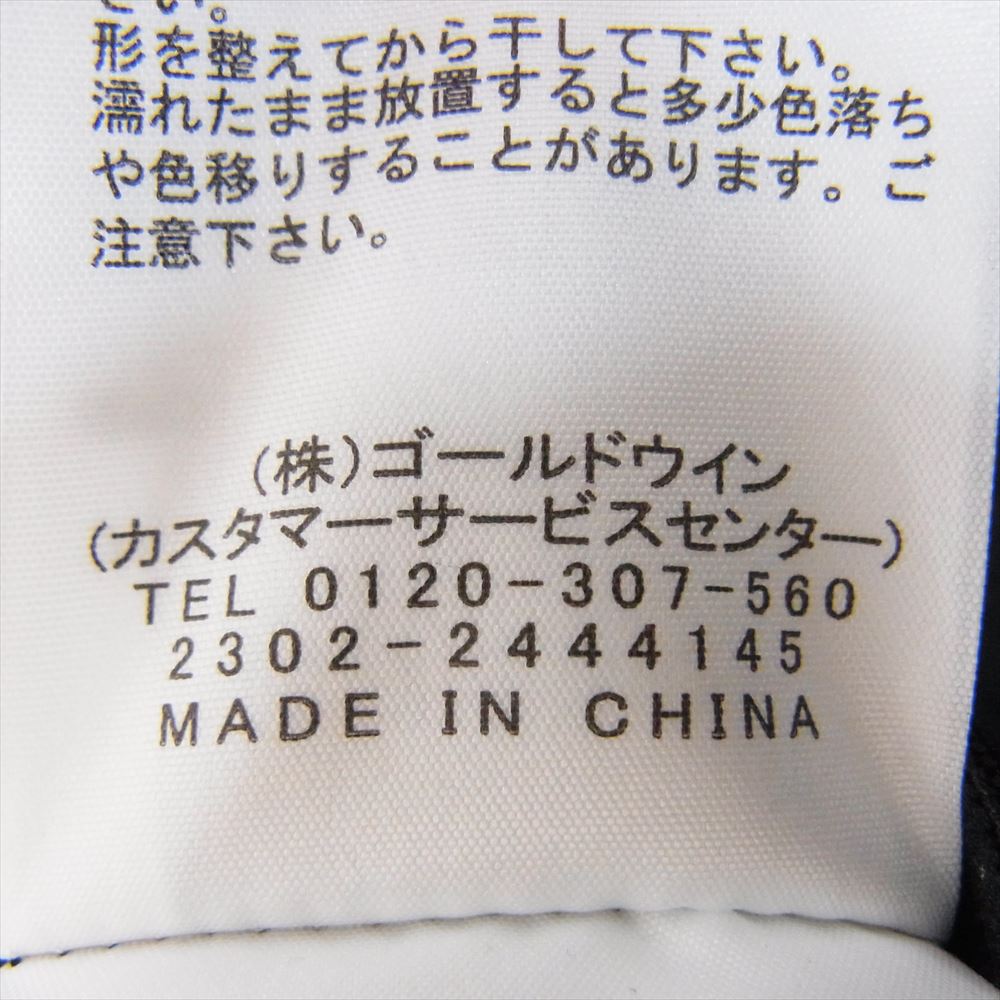 さい。
形を整えてから干して下さい。
濡れたまま放置すると多少色落ち
や色移りすることがあります。ご
注意下さい。
(株)ゴールドウイン
(カスタマーサービスセンター)
TEL 0120-307-560
2302-2444145
MADE IN CHINA